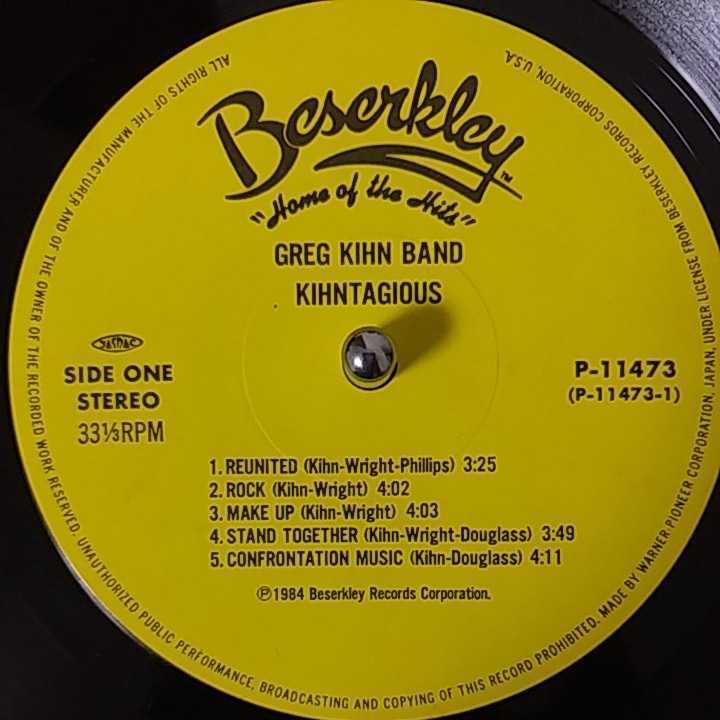 Beserkley™
"Home of the Hits"
GREG KIHN BAND
KIHNTAGIOUS
JASRAC
SIDE ONE
STEREO
33⅓RPM
P-11473
(P-11473-1)
1. REUNITED (Kihn-Wright-Phillips) 3:25
2. ROCK (Kihn-Wright) 4:02
3. MAKE UP (Kihn-Wright) 4:03
4. STAND TOGETHER (Kihn-Wright-Douglass) 3:49
5. CONFRONTATION MUSIC (Kihn-Douglass) 4:11
Ⓟ1984 Beserkley Records Corporation.
ALL RIGHTS OF THE MANUFACTURER AND OF THE OWNER OF THE RECORDED WORK RESERVED. UNAUTHORIZED PUBLIC PERFORMANCE, BROADCASTING AND COPYING OF THIS RECORD PROHIBITED. MADE BY WARNER-PIONEER CORPORATION, JAPAN, UNDER LICENSE FROM BESERKLEY RECORDS CORPORATION, U.S.A.